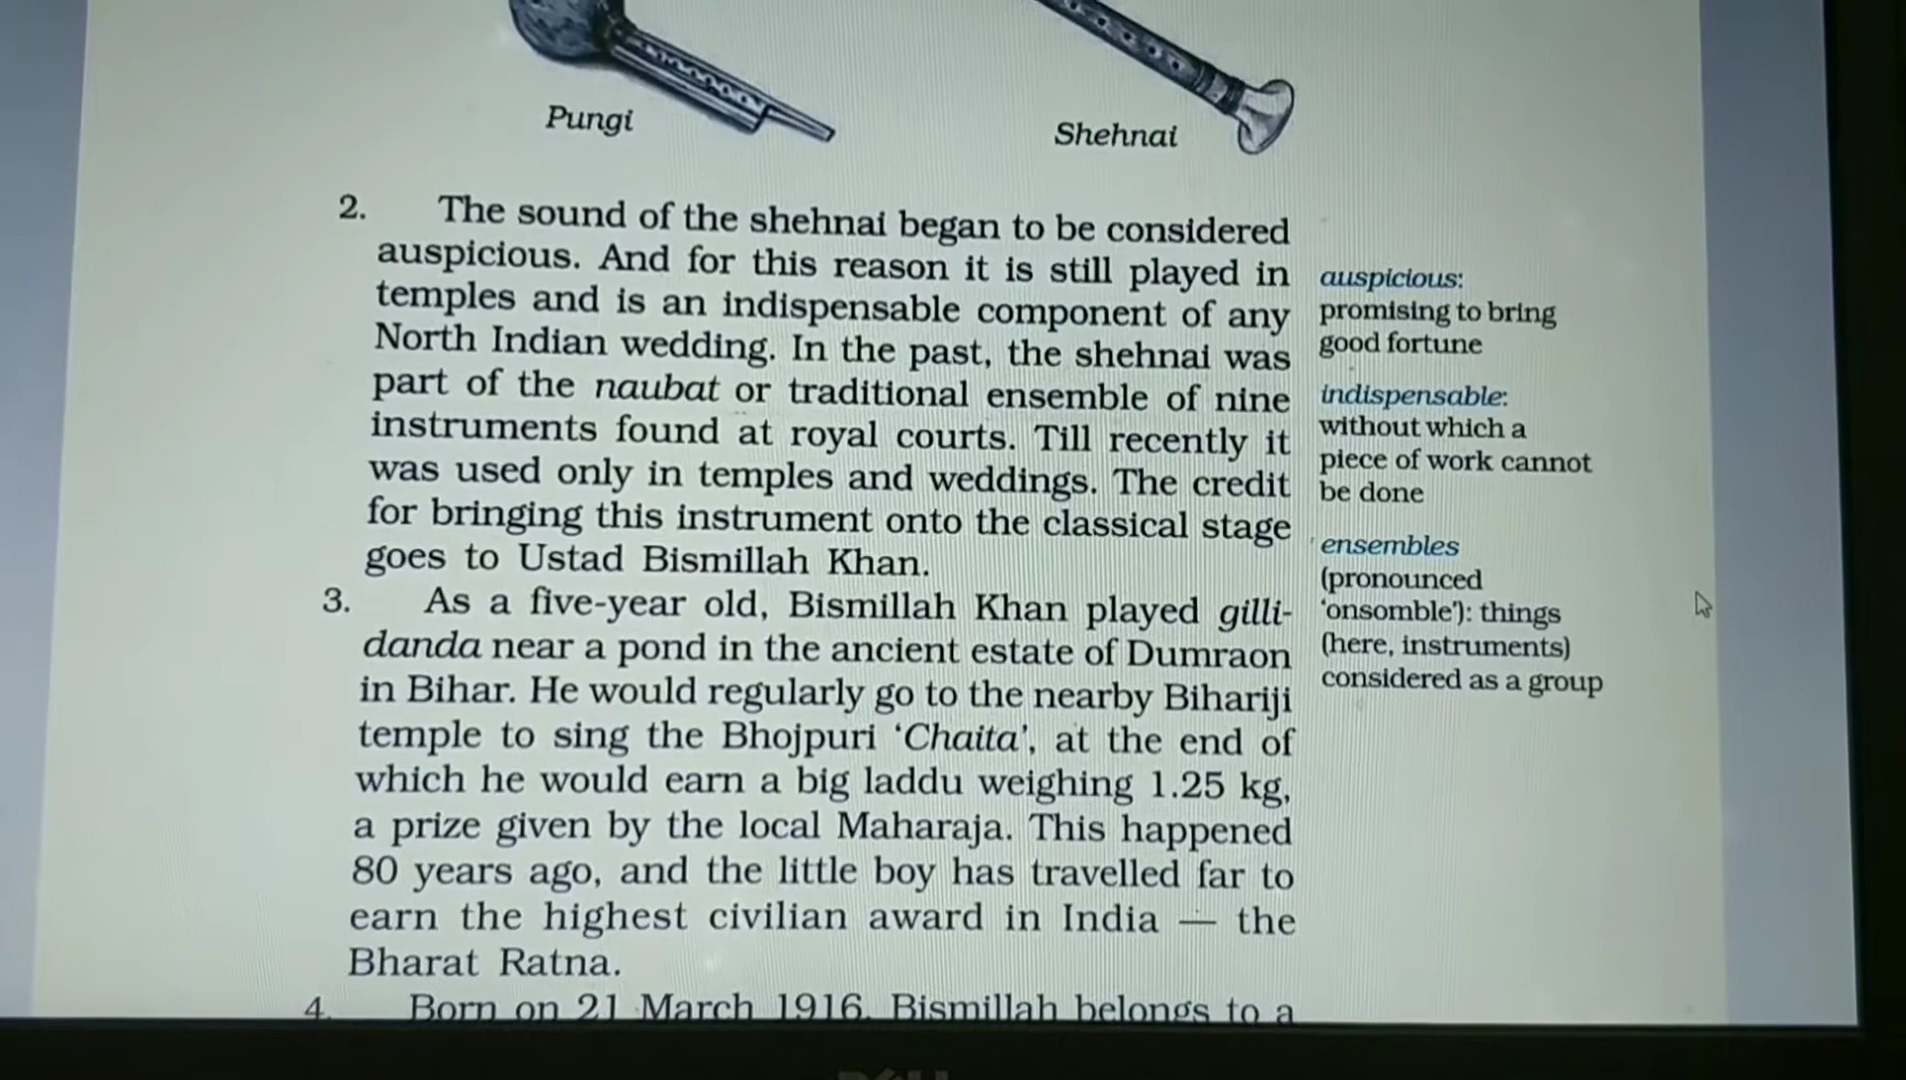 Pungi
Shehnai
2. The sound of the shehnai began to be considered
auspicious. And for this reason it is still played in
temples and is an indispensable component of any
North Indian wedding. In the past, the shehnai was
part of the naubat or traditional ensemble of nine
instruments found at royal courts. Till recently it
was used only in temples and weddings. The credit
for bringing this instrument onto the classical stage
goes to Ustad Bismillah Khan.
3. As a five-year old, Bismillah Khan played gilli-
danda near a pond in the ancient estate of Dumraon
in Bihar. He would regularly go to the nearby Bihariji
temple to sing the Bhojpuri ‘Chaita’, at the end of
which he would earn a big laddu weighing 1.25 kg,
a prize given by the local Maharaja. This happened
80 years ago, and the little boy has travelled far to
earn the highest civilian award in India — the
Bharat Ratna.
4. Born on 21 March 1916, Bismillah belongs to a
auspicious:
promising to bring
good fortune
indispensable:
without which a
piece of work cannot
be done
ensembles
(pronounced
‘onsomble’): things
(here, instruments)
considered as a group